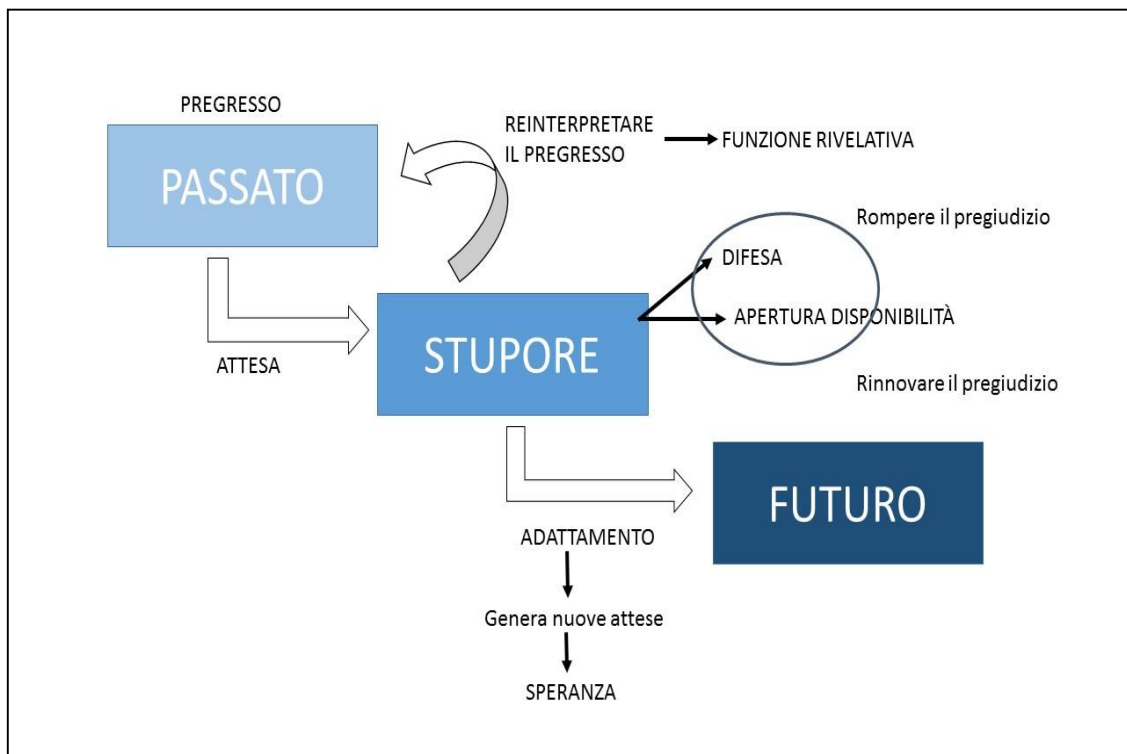 PREGRESSO
PASSATO
REINTERPRETARE
IL PREGRESSO
FUNZIONE RIVELATIVA
Rompere il pregiudizio
DIFESA
APERTURA DISPONIBILITÀ
ATTESA
STUPORE
Rinnovare il pregiudizio
FUTURO
ADATTAMENTO
Genera nuove attese
SPERANZA